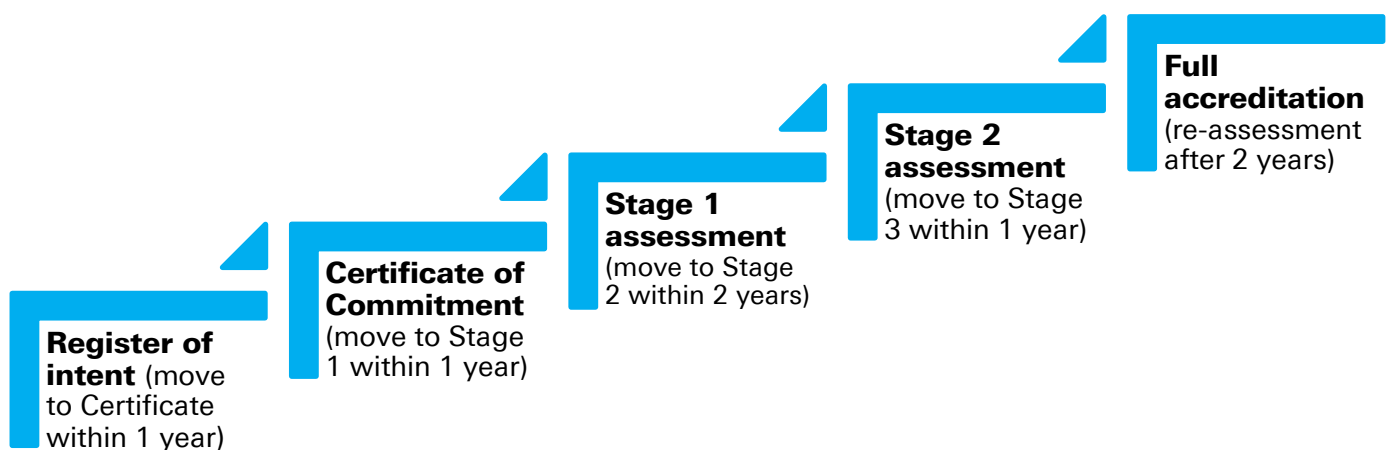 Register of
intent (move
to Certificate
within 1 year)
Certificate of
Commitment
(move to Stage
1 within 1 year)
Stage 1
assessment
(move to Stage
2 within 2 years)
Stage 2
assessment
(move to Stage
3 within 1 year)
Full
accreditation
(re-assessment
after 2 years)